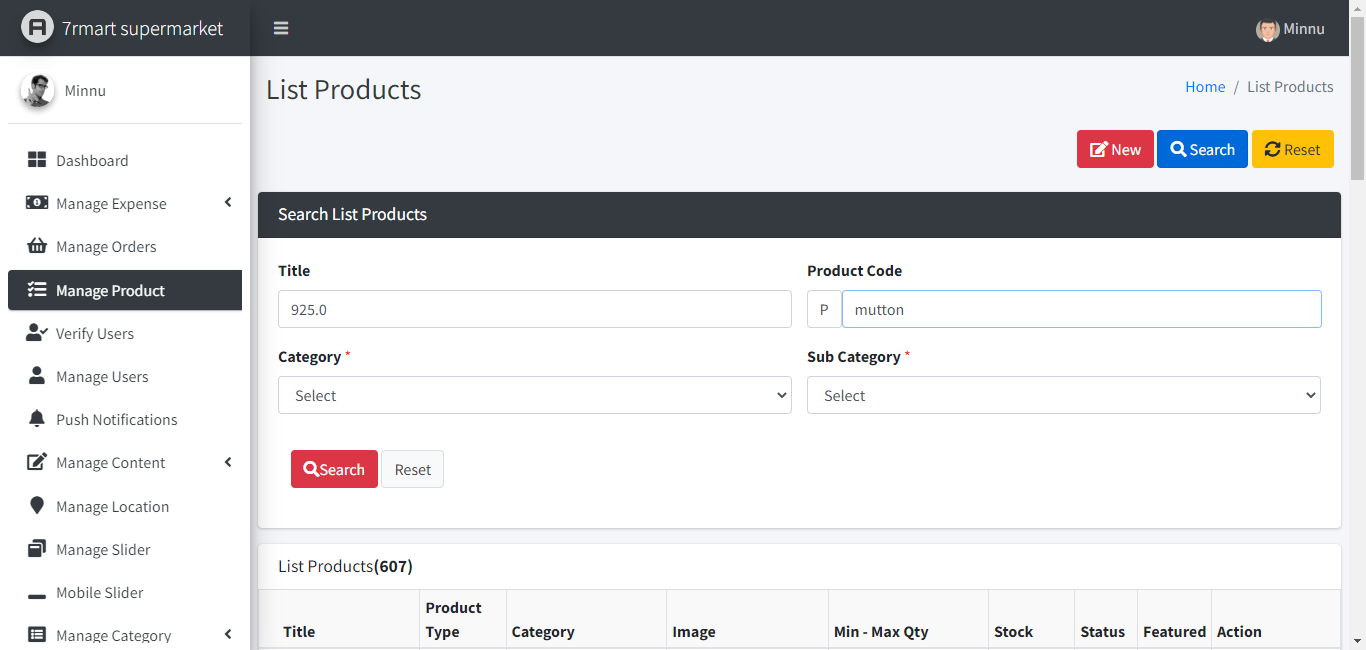 7rmart supermarket
Minnu
Minnu
Dashboard
Manage Expense
Manage Orders
Manage Product
Verify Users
Manage Users
Push Notifications
Manage Content
Manage Location
Manage Slider
Mobile Slider
Manage Category
List Products
Home / List Products
New Search Reset
Search List Products
Title Product Code
925.0 P mutton
Category * Sub Category *
Select Select
Search Reset
List Products(607)
Title Product Type Category Image Min - Max Qty Stock Status Featured Action